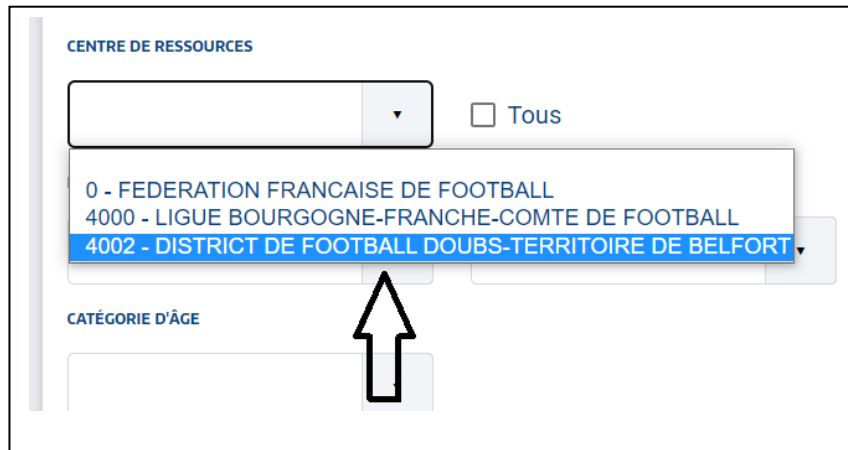 CENTRE DE RESSOURCES
Tous
0 - FEDERATION FRANCAISE DE FOOTBALL
4000 - LIGUE BOURGOGNE-FRANCHE-COMTE DE FOOTBALL
4002 - DISTRICT DE FOOTBALL DOUBS-TERRITOIRE DE BELFORT
CATÉGORIE D'ÂGE